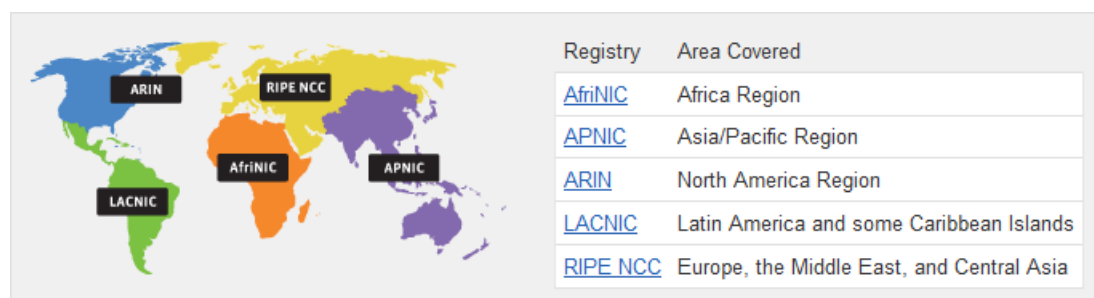 ARIN
RIPE NCC
AfriNIC
APNIC
LACNIC
Registry Area Covered
AfriNIC Africa Region
APNIC Asia/Pacific Region
ARIN North America Region
LACNIC Latin America and some Caribbean Islands
RIPE NCC Europe, the Middle East, and Central Asia